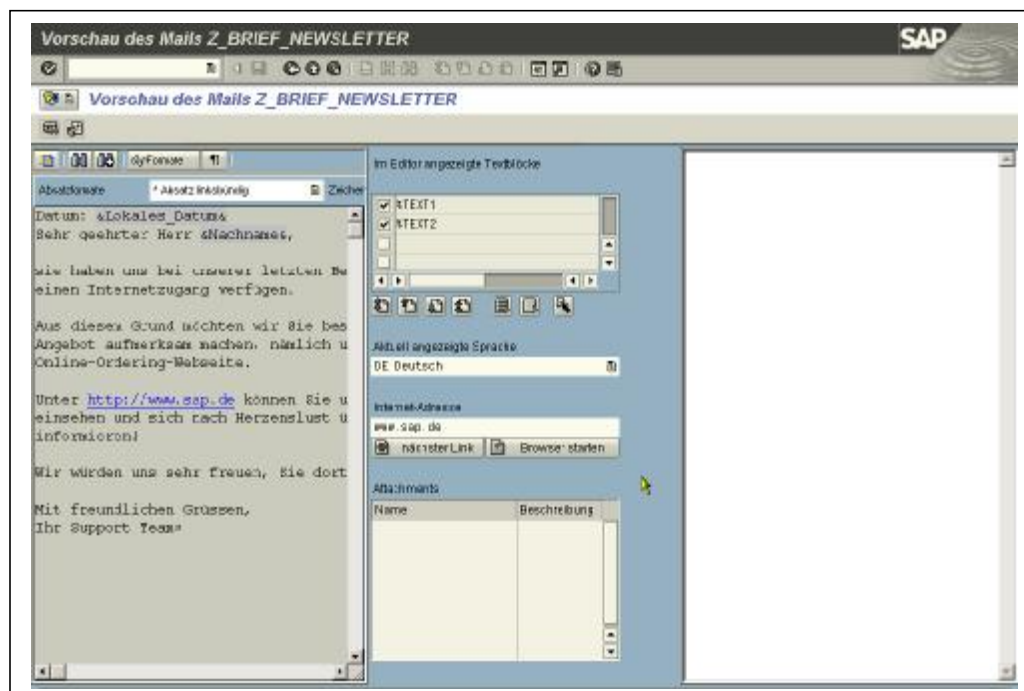 Vorschau des Mails Z_BRIEF_NEWSLETTER
SAP
Vorschau des Mails Z_BRIEF_NEWSLETTER
Formate
Absatzformate
* Absatz linksbündig
Zeichen
Im Editor angezeigte Textblöcke
%TEXT1
%TEXT2
Datum: &Lokales_Datum&
Sehr geehrter Herr &Nachname&,
wie haben uns bei unserer letzten Be
einen Internetzugang verfügen.
Aus diesem Grund möchten wir Sie bes
Angebot aufmerksam machen, nämlich u
Online-Ordering-Webseite.
Unter http://www.sap.de können Sie u
einsehen und sich nach Herzenslust ü
informieren!
Wir würden uns sehr freuen, Sie dort
Mit freundlichen Grüssen,
Ihr Support Team
Aktuell angezeigte Sprache
DE Deutsch
Internet-Adresse
www.sap.de
nächster Link
Browser starten
Attachments
Name
Beschreibung